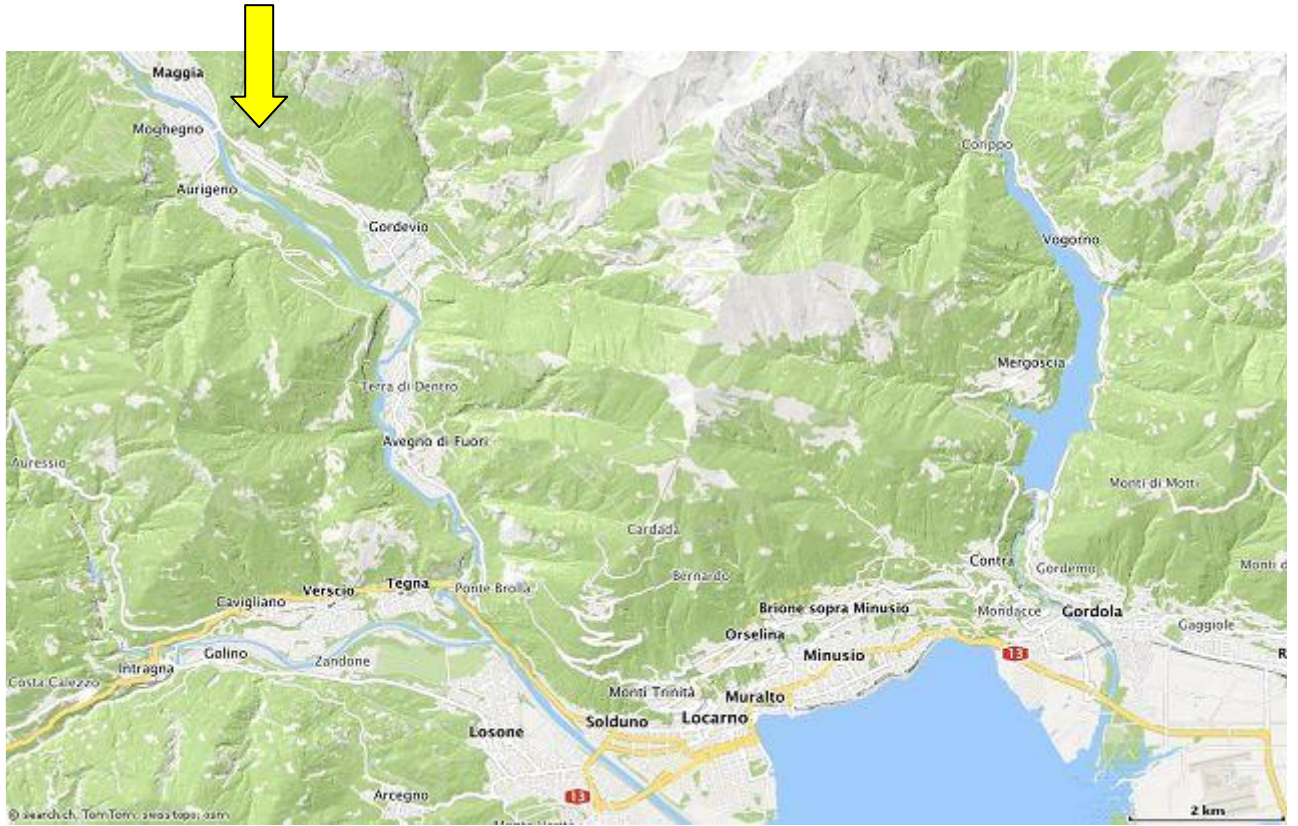 Maggia
Moghegno
Corippo
Aurigeno
Gordevio
Vogorno
Mergoscia
Terra di Dentro
Avegno di Fuori
Auressio
Monti di Motti
Cardada
Contra
Gordemo
Monti d
Bernardo
Tegna
Ponte Brolla
Verscio
Cavigliano
Brione sopra Minusio
Mondacce
Gordola
Gaggiole
Orselina
Golino
Zandone
Minusio
13
R
Intragna
Costa Calezzo
Monti Trinità
Muralto
Solduno
Locarno
Losone
Arcegno
13
2 km
© search.ch, TomTom, swisstopo, osm